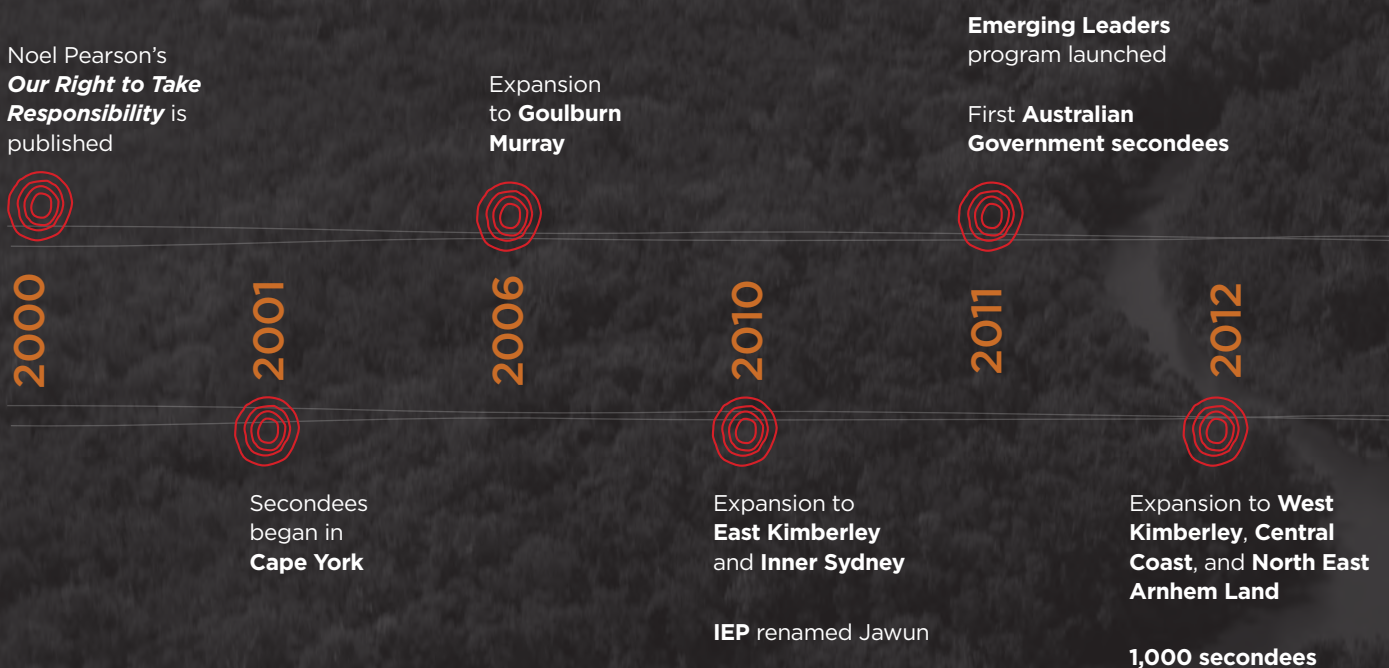 Noel Pearson's
Our Right to Take
Responsibility is
published
2000
2001
Secondees
began in
Cape York
Expansion
to Goulburn
Murray
2006
2010
Expansion to
East Kimberley
and Inner Sydney
IEP renamed Jawun
Emerging Leaders
program launched
First Australian
Government secondees
2011
2012
Expansion to West
Kimberley, Central
Coast, and North East
Arnhem Land
1,000 secondees